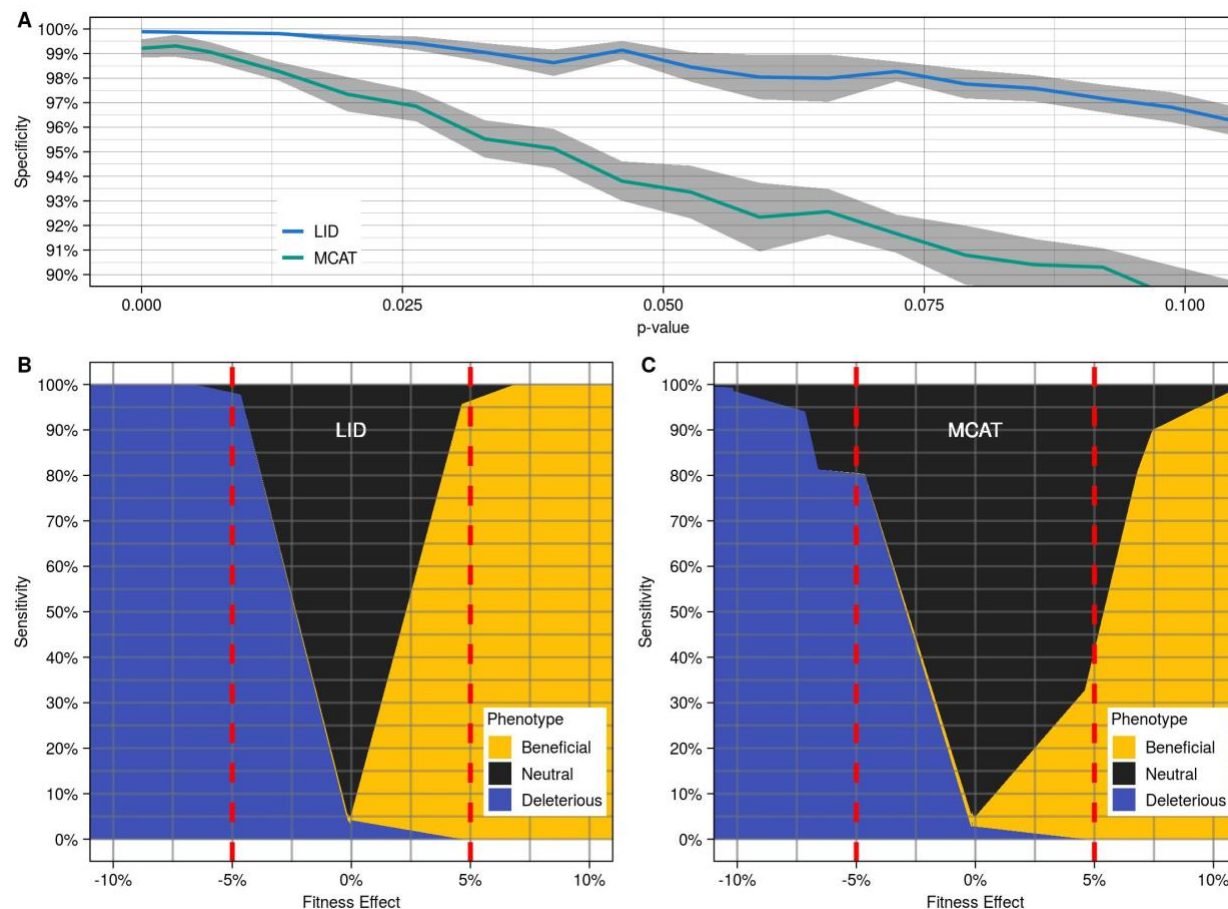 A
100%
99%
98%
97%
96%
95%
94%
93%
92%
91%
90%
Specificity
LID
MCAT
0.000 0.025 0.050 0.075 0.100
p-value
B
100%
90%
80%
70%
60%
50%
40%
30%
20%
10%
0%
Sensitivity
LID
Phenotype
Beneficial
Neutral
Deleterious
-10% -5% 0% 5% 10%
Fitness Effect
C
100%
90%
80%
70%
60%
50%
40%
30%
20%
10%
0%
Sensitivity
MCAT
Phenotype
Beneficial
Neutral
Deleterious
-10% -5% 0% 5% 10%
Fitness Effect